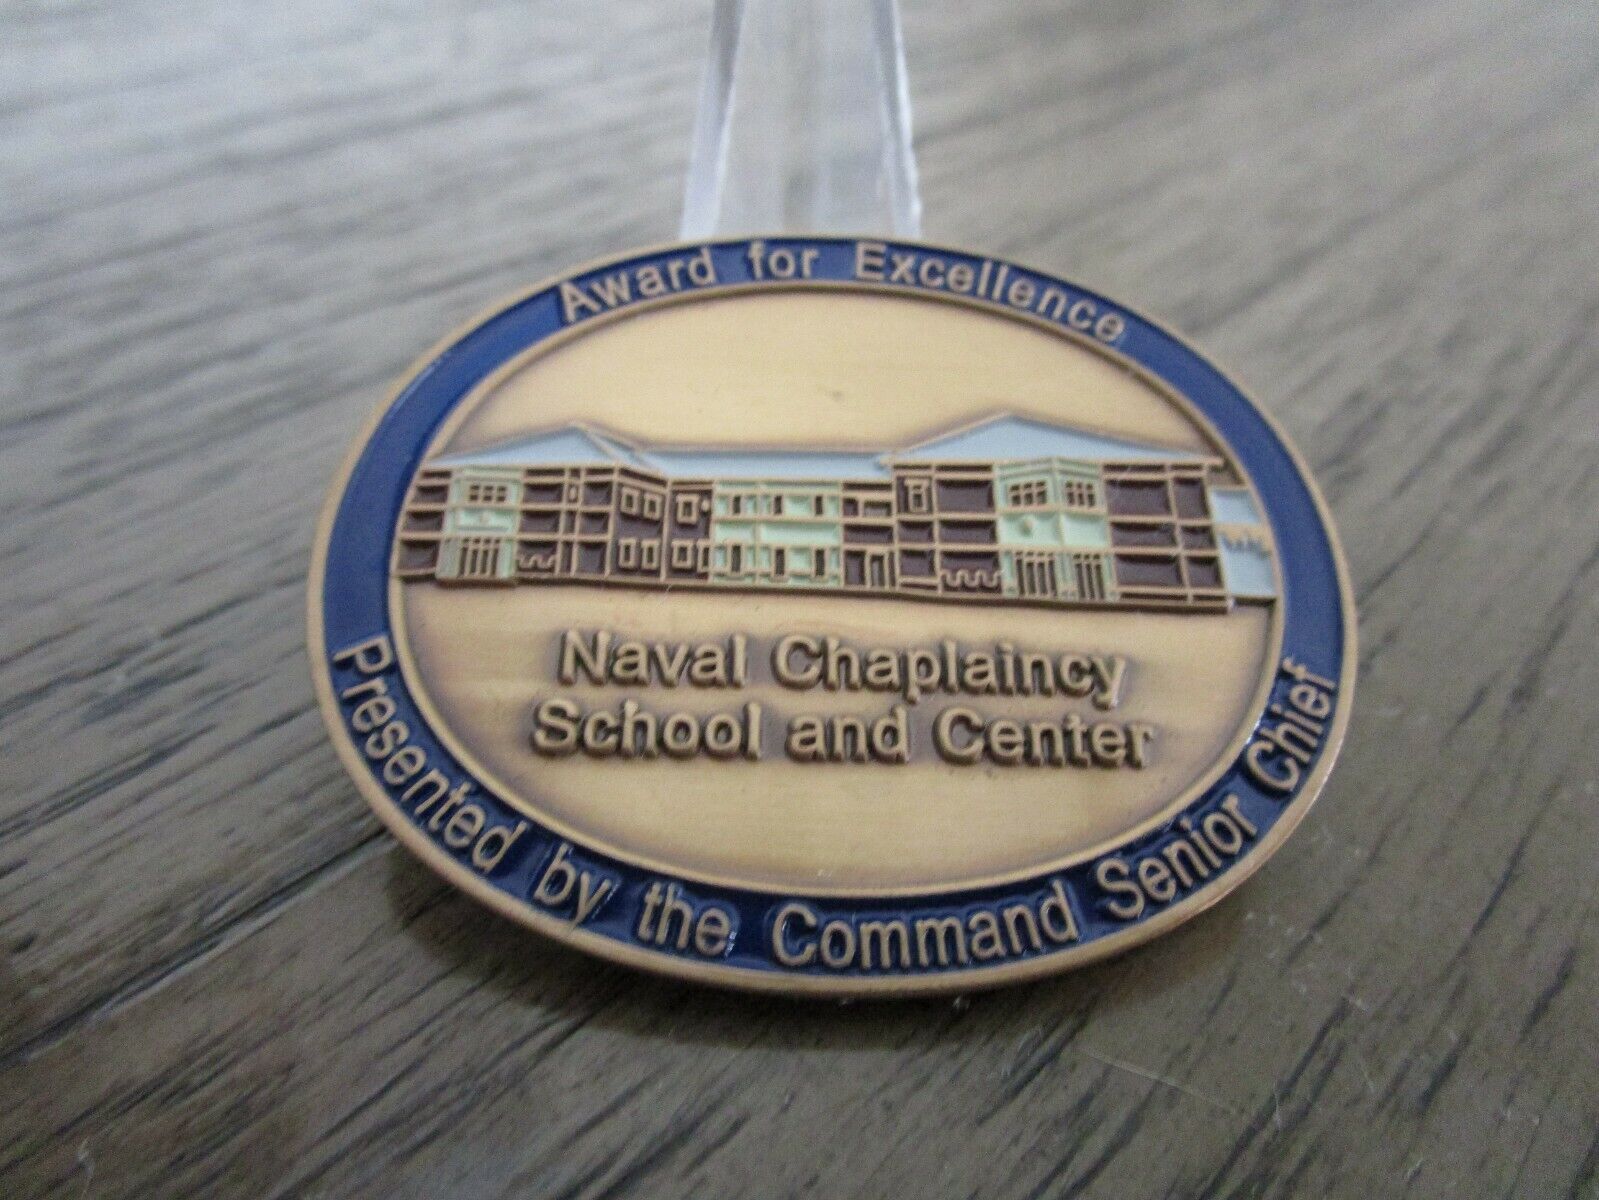 Award for Excellence
Naval Chaplaincy
School and Center
Presented by the Command Senior Chief